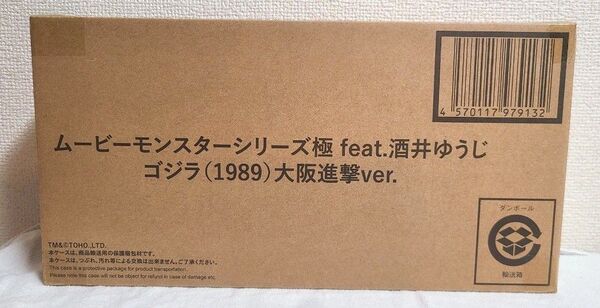 4 570117 979132
ムービーモンスターシリーズ極 feat.酒井ゆうじ
ゴジラ(1989)大阪進撃ver.
TM&©TOHO.,LTD.
本ケースは、商品輸送用の保護梱包材です。
本ケースは、つぶれ、汚れ等による交換は出来ません。ご了承ください。
This case is a protective package for product transportation.
Please note this case will not be object for refund in case of damage etc.
ダンボール
輸送箱